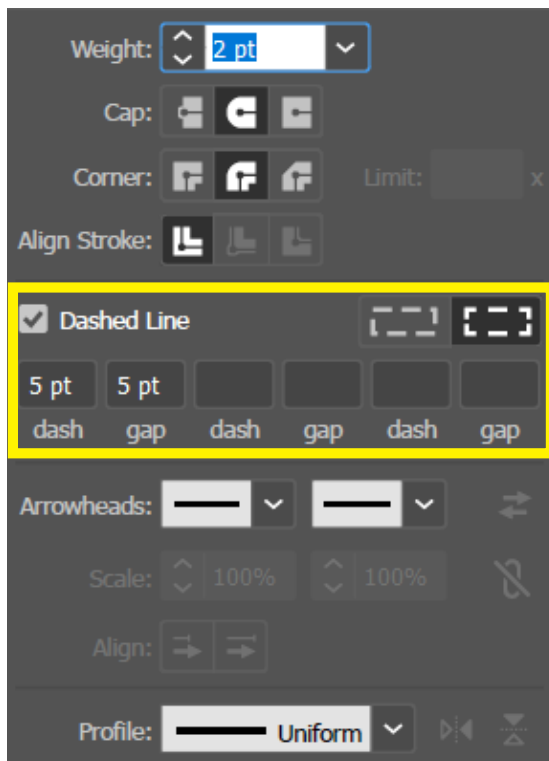 Weight: 2 pt
Cap:
Corner: Limit: x
Align Stroke:
Dashed Line
5 pt 5 pt
dash gap dash gap dash gap
Arrowheads:
Scale: 100% 100%
Align:
Profile: Uniform